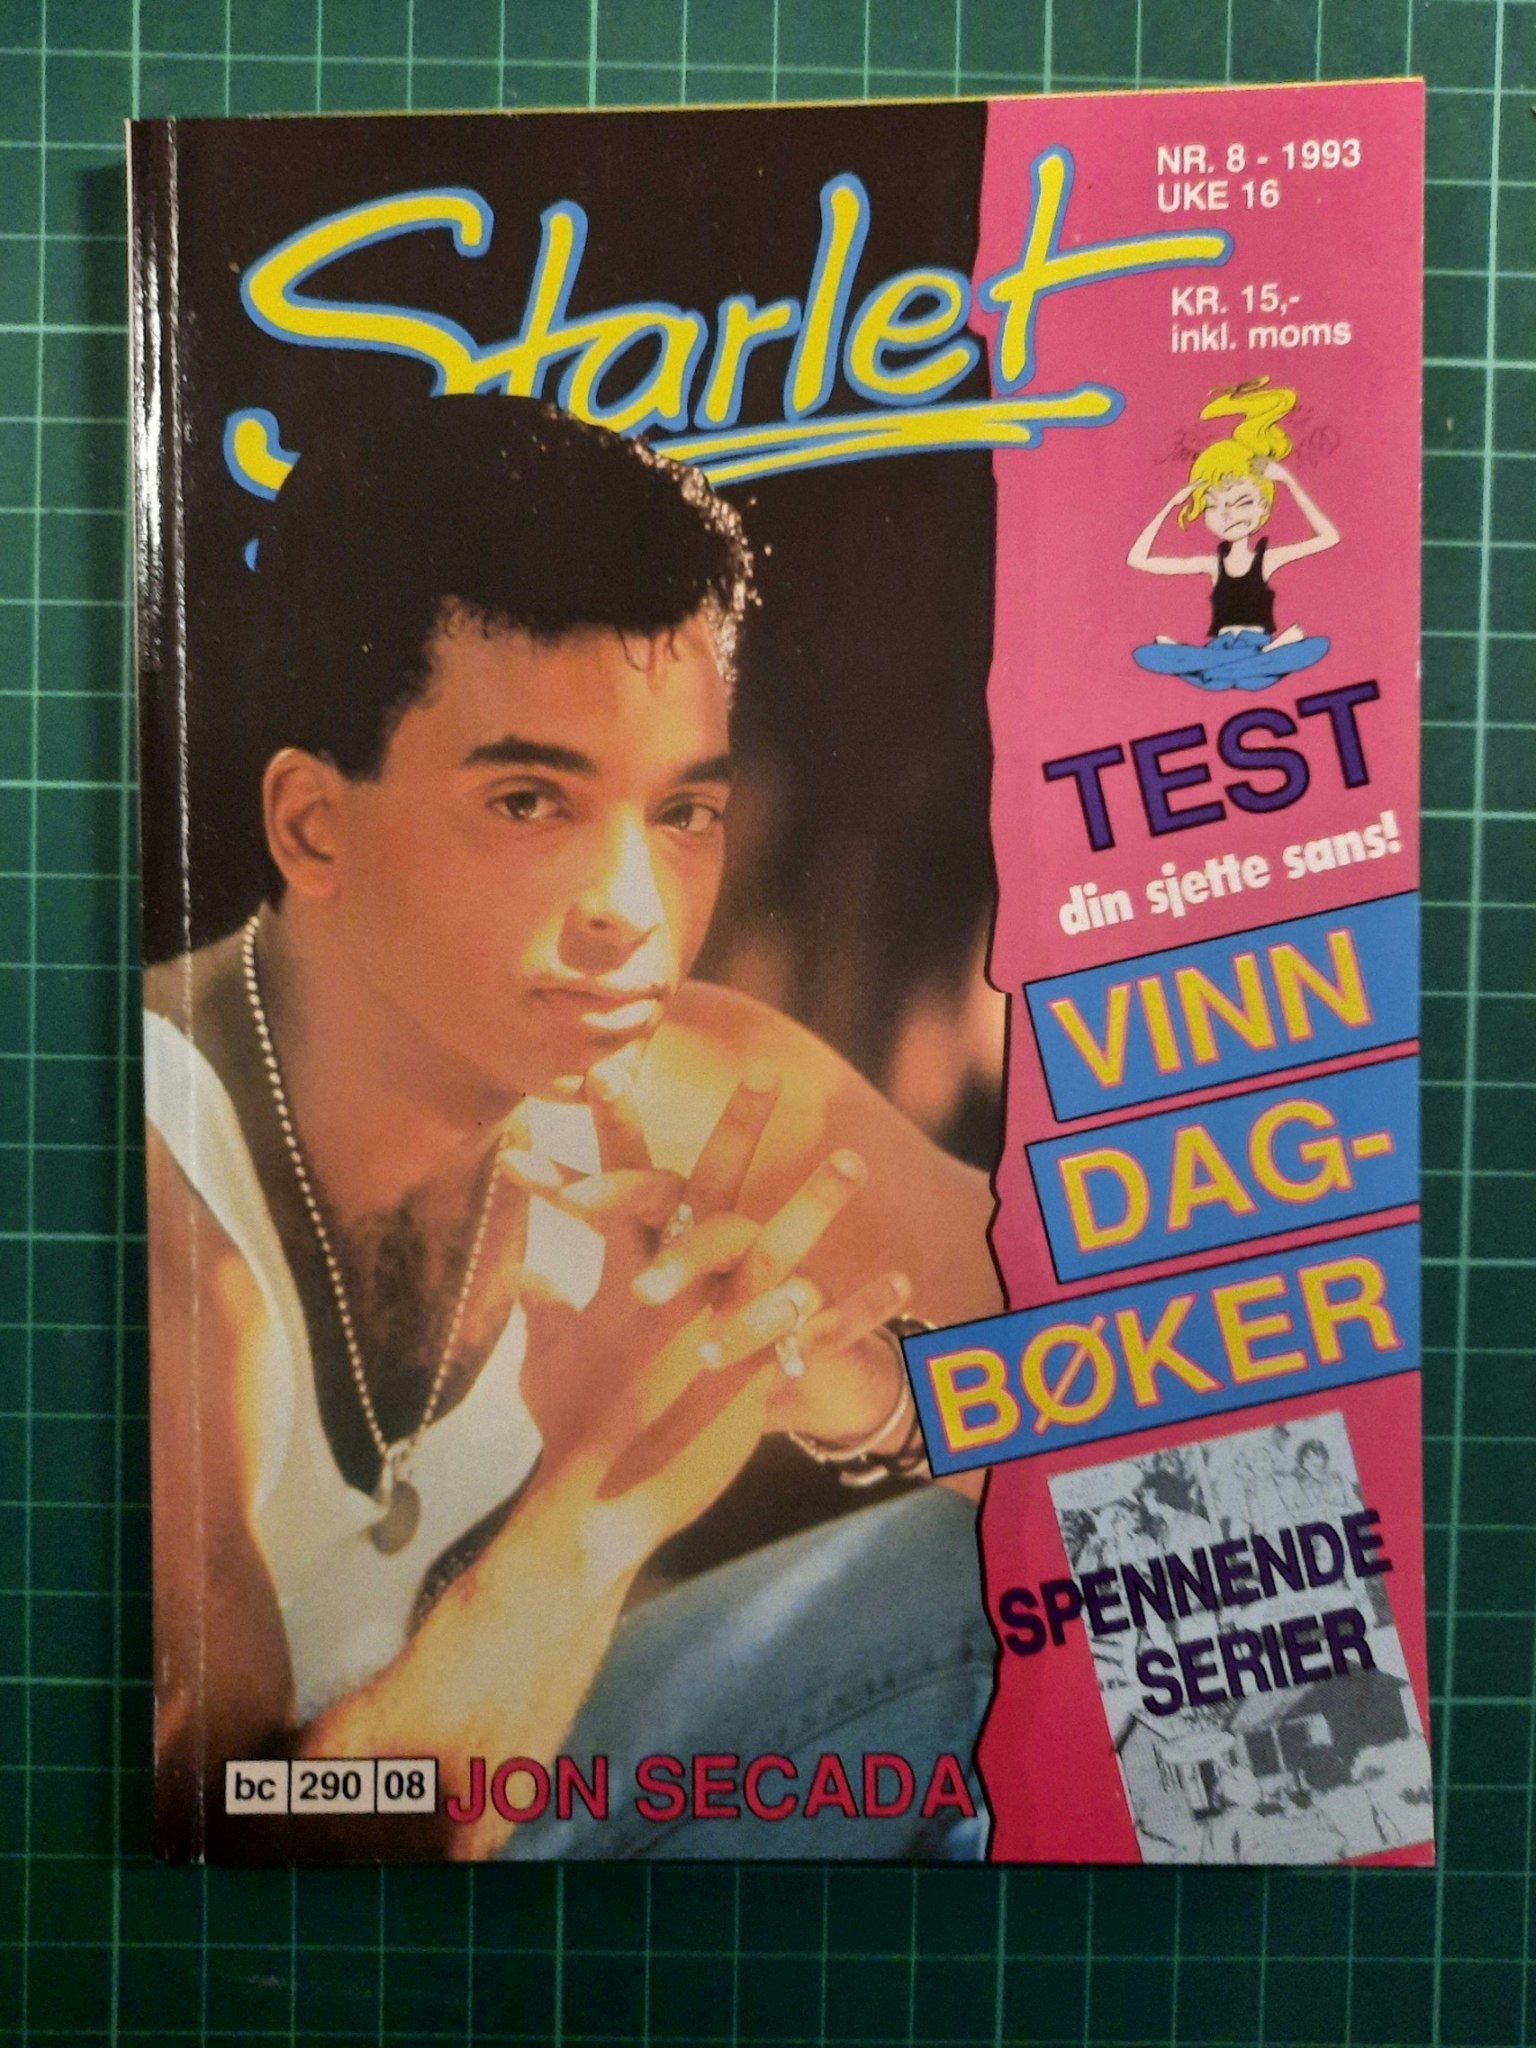 Starlet
NR. 8 - 1993
UKE 16
KR. 15,-
inkl. moms
TEST
din sjette sans!
VINN
DAG-
BØKER
SPENNENDE
SERIER
bc 290 08
JON SECADA